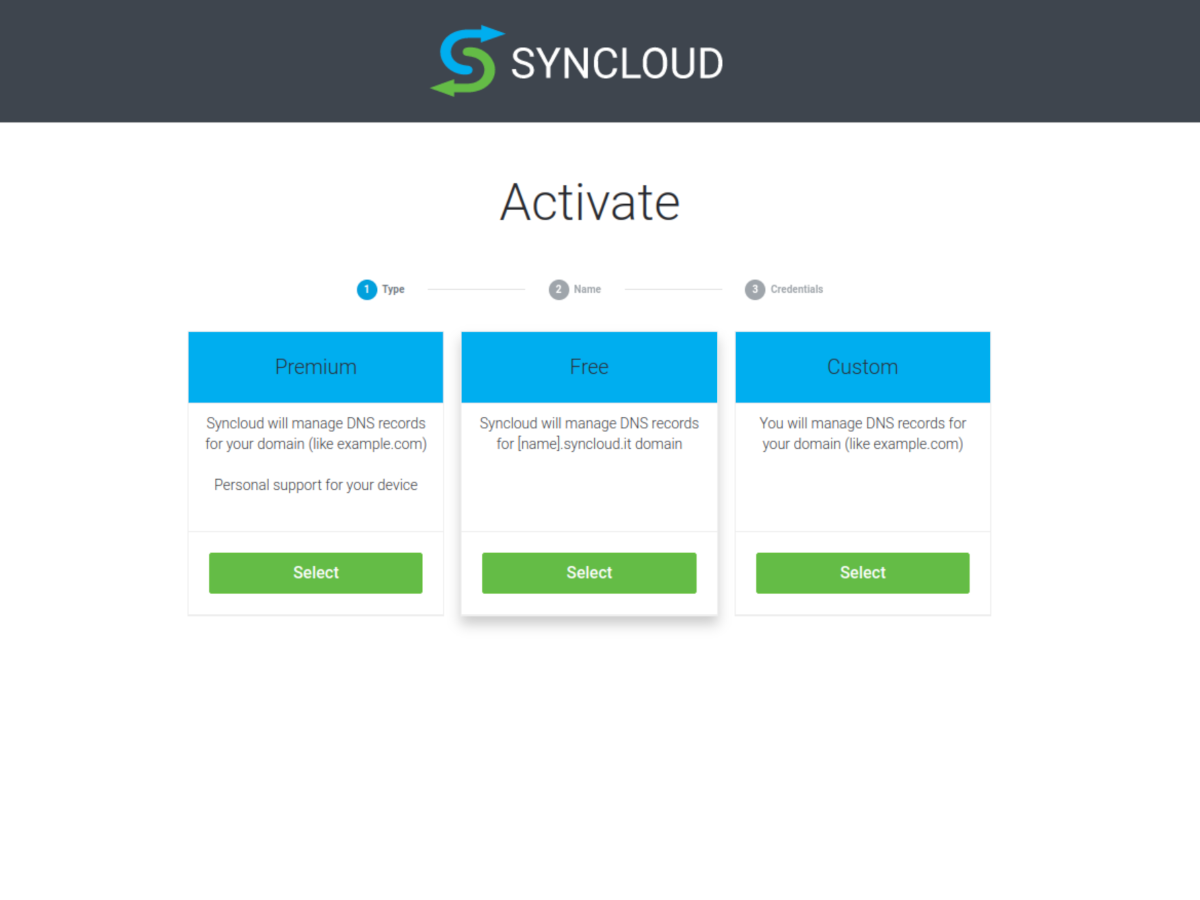 SYNCLOUD
Activate
1 Type
2 Name
3 Credentials
Premium
Syncloud will manage DNS records
for your domain (like example.com)
Personal support for your device
Select
Free
Syncloud will manage DNS records
for [name].syncloud.it domain
Select
Custom
You will manage DNS records for
your domain (like example.com)
Select